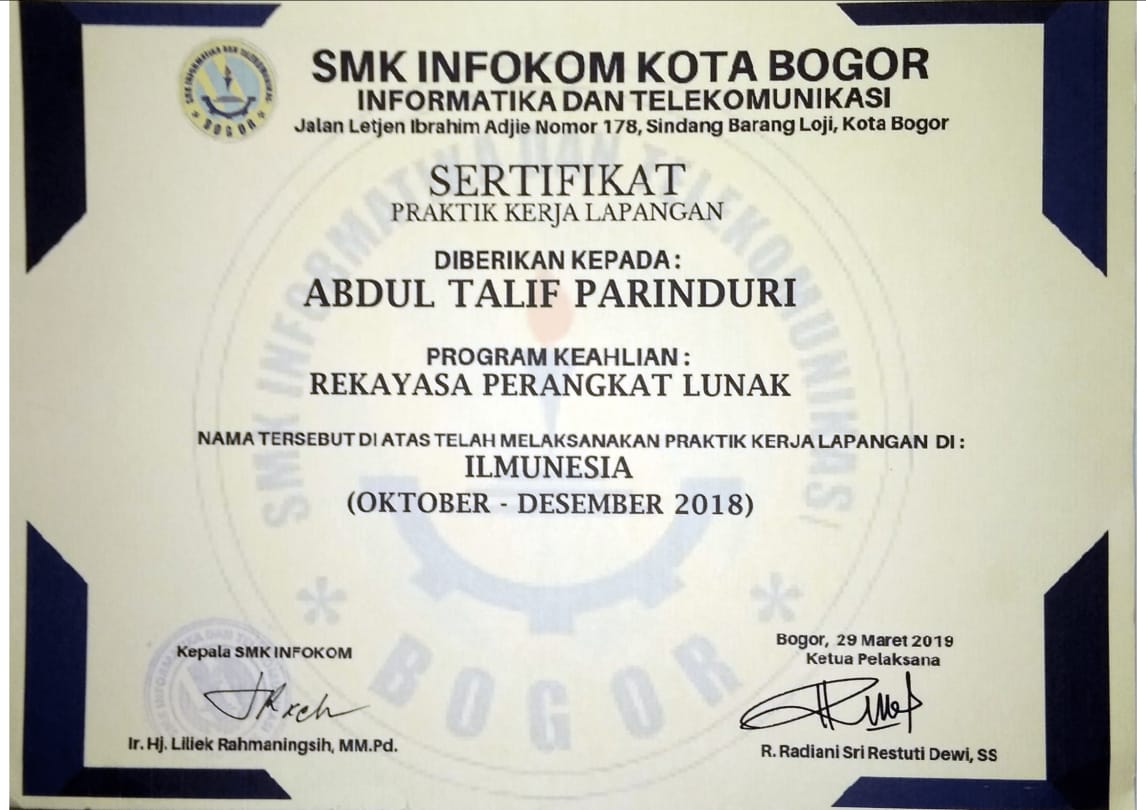 SMK INFOKOM KOTA BOGOR
INFORMATIKA DAN TELEKOMUNIKASI
Jalan Letjen Ibrahim Adjie Nomor 178, Sindang Barang Loji, Kota Bogor
SERTIFIKAT
PRAKTIK KERJA LAPANGAN
DIBERIKAN KEPADA :
ABDUL TALIF PARINDURI
PROGRAM KEAHLIAN :
REKAYASA PERANGKAT LUNAK
NAMA TERSEBUT DI ATAS TELAH MELAKSANAKAN PRAKTIK KERJA LAPANGAN DI :
ILMUNESIA
(OKTOBER - DESEMBER 2018)
SMK INFORMATIKA DAN TELEKOMUNIKASI
* BOGOR *
Kepala SMK INFOKOM
Ir. Hj. Liliek Rahmaningsih, MM.Pd.
Bogor, 29 Maret 2019
Ketua Pelaksana
R. Radiani Sri Restuti Dewi, SS